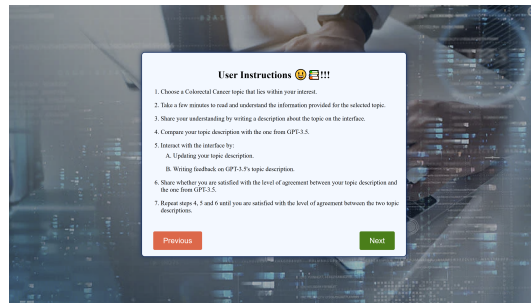 User Instructions 😃📚!!!
1. Choose a Colorectal Cancer topic that lies within your interest.
2. Take a few minutes to read and understand the information provided for the selected topic.
3. Share your understanding by writing a description about the topic on the interface.
4. Compare your topic description with the one from GPT-3.5.
5. Interact with the interface by:
A. Updating your topic description.
B. Writing feedback on GPT-3.5's topic description.
6. Share whether you are satisfied with the level of agreement between your topic description and
the one from GPT-3.5.
7. Repeat steps 4, 5 and 6 until you are satisfied with the level of agreement between the two topic
descriptions.
Previous
Next